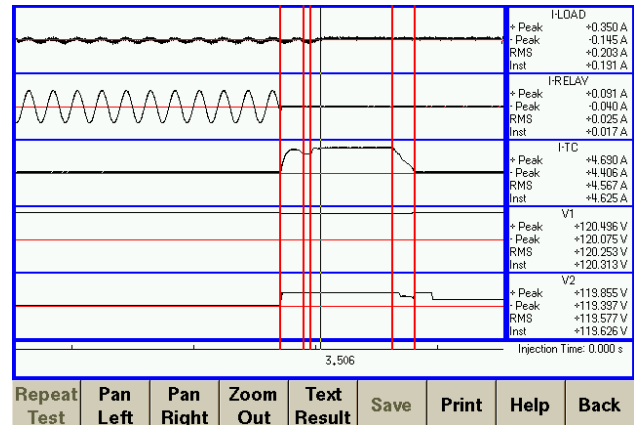 I-LOAD
+ Peak +0.350 A
- Peak -0.145 A
RMS +0.203 A
Inst +0.191 A
I-RELAY
+ Peak +0.091 A
- Peak -0.040 A
RMS +0.025 A
Inst +0.017 A
I-TC
+ Peak +4.690 A
- Peak +4.406 A
RMS +4.567 A
Inst +4.625 A
V1
+ Peak +120.496 V
- Peak +120.075 V
RMS +120.253 V
Inst +120.313 V
V2
+ Peak +119.855 V
- Peak +119.397 V
RMS +119.577 V
Inst +119.626 V
3.506
Injection Time: 0.000 s
Repeat Test
Pan Left
Pan Right
Zoom Out
Text Result
Save
Print
Help
Back